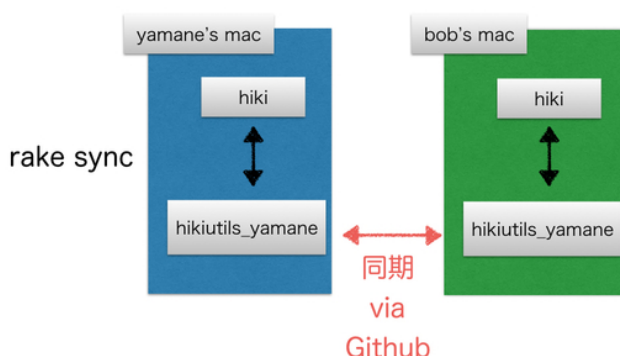 yamane's mac
bob's mac
hiki
hiki
rake sync
hikiutils_yamane
hikiutils_yamane
同期
via
Github